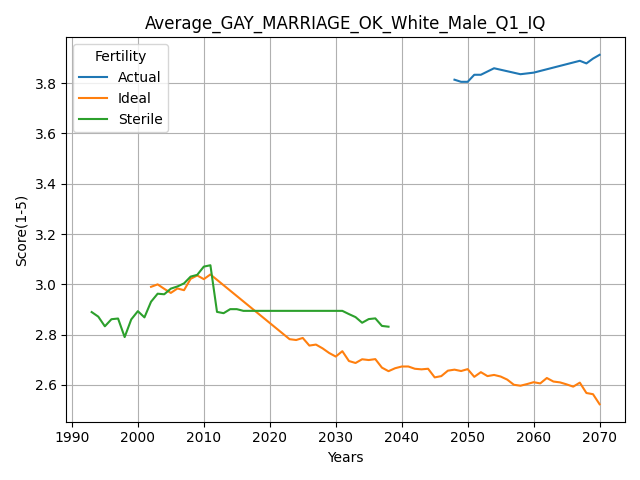 Average_GAY_MARRIAGE_OK_White_Male_Q1_IQ
Fertility
Actual
Ideal
Sterile
Score(1-5)
3.8
3.6
3.4
3.2
3.0
2.8
2.6
1990 2000 2010 2020 2030 2040 2050 2060 2070
Years